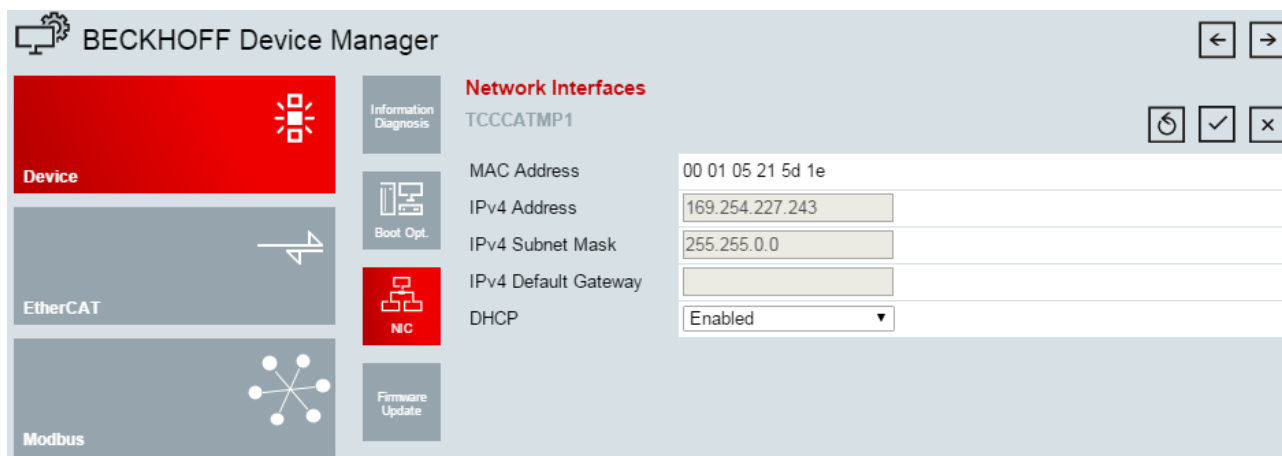 BECKHOFF Device Manager
Device
EtherCAT
Modbus
Information
Diagnosis
Boot Opt.
NIC
Firmware
Update
Network Interfaces
TCCCATMP1
MAC Address 00 01 05 21 5d 1e
IPv4 Address 169.254.227.243
IPv4 Subnet Mask 255.255.0.0
IPv4 Default Gateway
DHCP Enabled